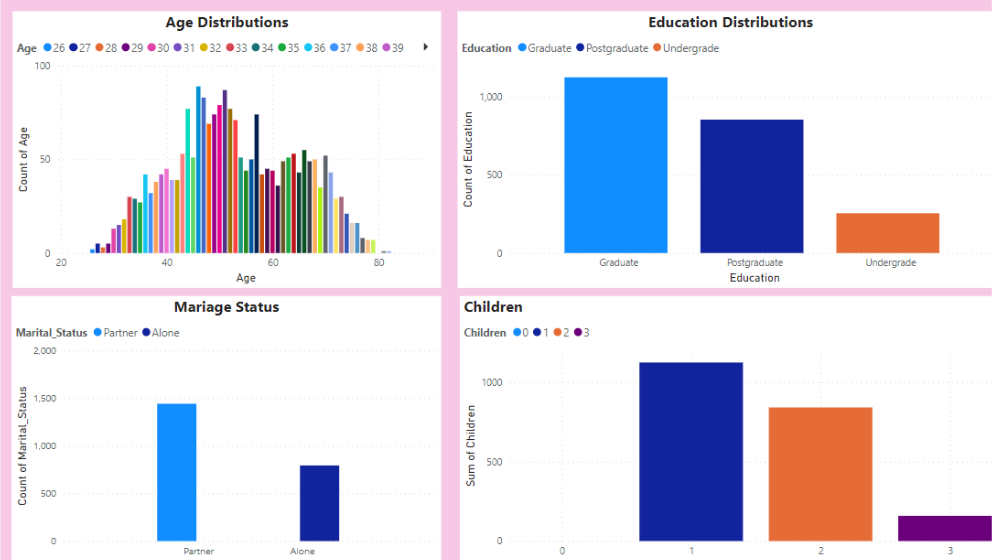 Age Distributions
Age 26 27 28 29 30 31 32 33 34 35 36 37 38 39
100
50
0
20 40 60 80
Count of Age
Age
Education Distributions
Education Graduate Postgraduate Undergrade
1,000
500
0
Graduate Postgraduate Undergrade
Count of Education
Education
Mariage Status
Marital_Status Partner Alone
2,000
1,500
1,000
500
0
Partner Alone
Count of Marital_Status
Children
Children 0 1 2 3
1000
500
0
0 1 2 3
Sum of Children